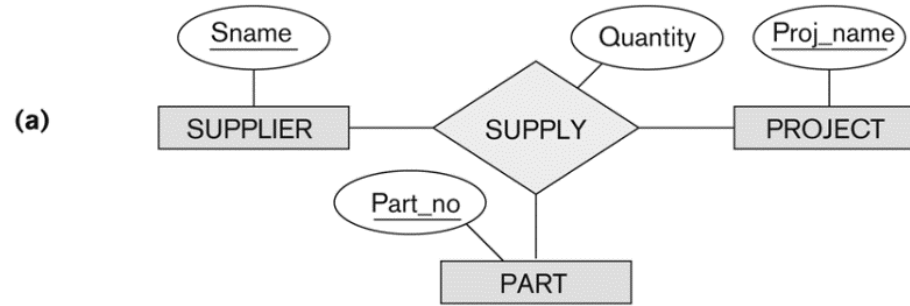 Sname
Quantity
Proj_name
(a)
SUPPLIER
SUPPLY
PROJECT
Part_no
PART